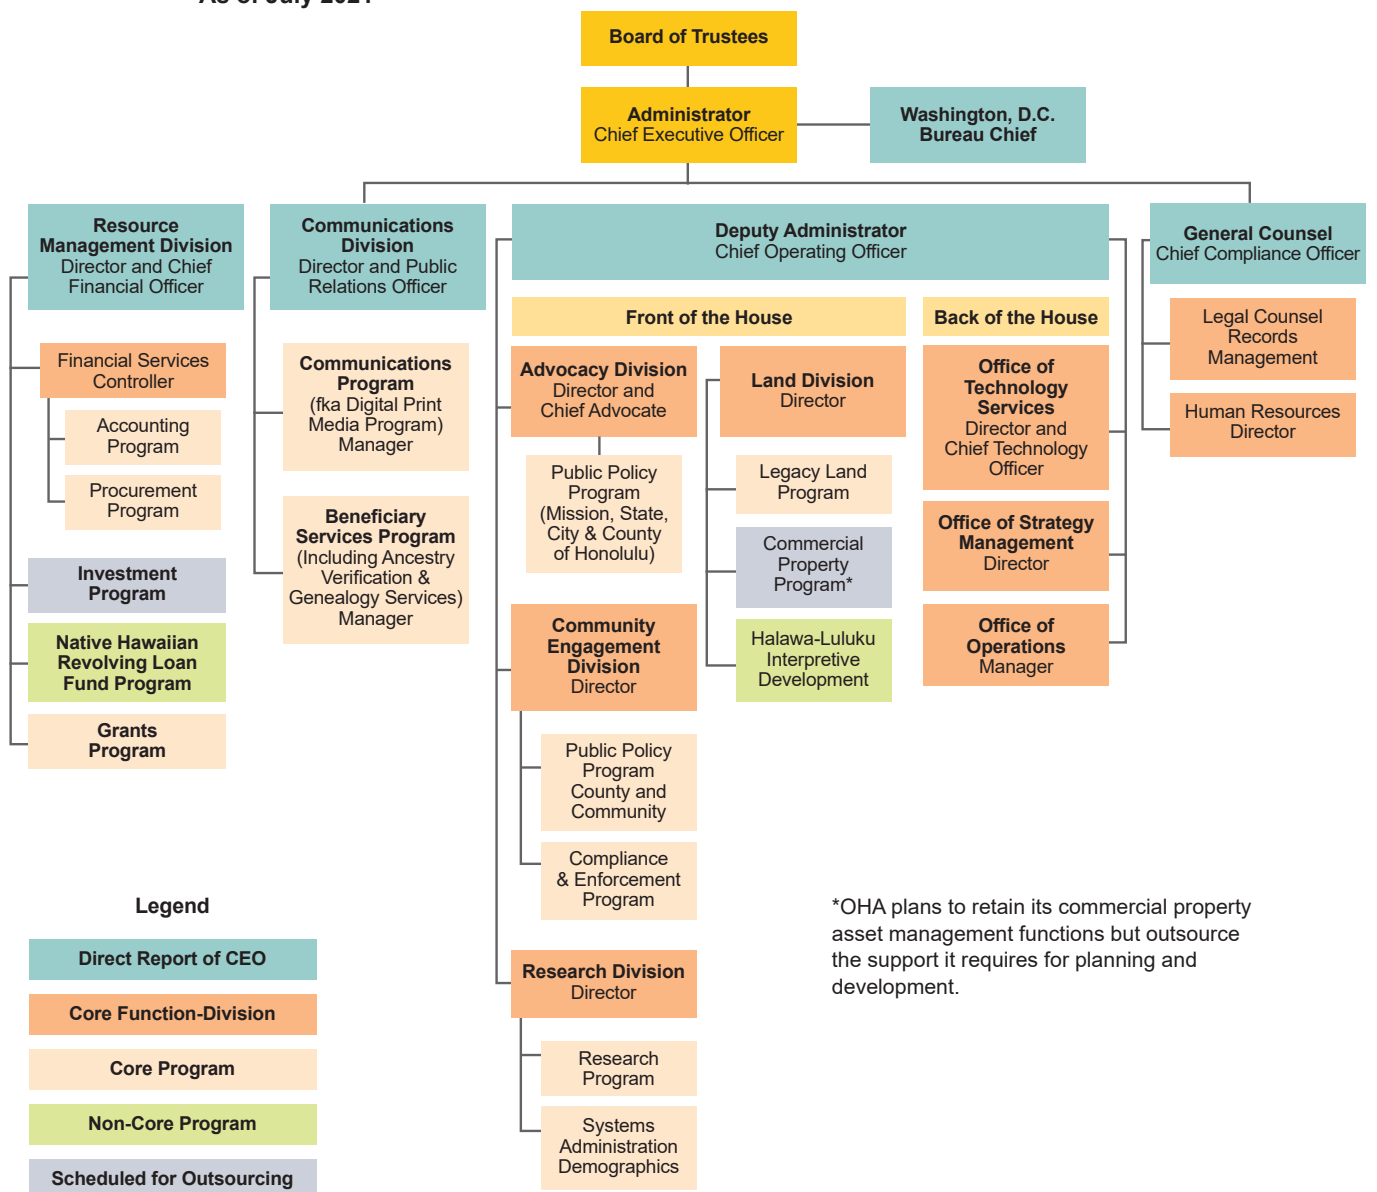 As of July 2021
Board of Trustees
Administrator
Chief Executive Officer
Washington, D.C.
Bureau Chief
Resource
Management Division
Director and Chief
Financial Officer
Financial Services
Controller
Accounting
Program
Procurement
Program
Investment
Program
Native Hawaiian
Revolving Loan
Fund Program
Grants
Program
Communications
Division
Director and Public
Relations Officer
Communications
Program
(fka Digital Print
Media Program)
Manager
Beneficiary
Services Program
(Including Ancestry
Verification &
Genealogy Services)
Manager
Deputy Administrator
Chief Operating Officer
Front of the House
Advocacy Division
Director and
Chief Advocate
Public Policy
Program
(Mission, State,
City & County
of Honolulu)
Community
Engagement
Division
Director
Public Policy
Program
County and
Community
Compliance
& Enforcement
Program
Research Division
Director
Research
Program
Systems
Administration
Demographics
Land Division
Director
Legacy Land
Program
Commercial
Property
Program*
Halawa-Luluku
Interpretive
Development
Back of the House
Office of
Technology
Services
Director and
Chief Technology
Officer
Office of Strategy
Management
Director
Office of
Operations
Manager
General Counsel
Chief Compliance Officer
Legal Counsel
Records
Management
Human Resources
Director
*OHA plans to retain its commercial property
asset management functions but outsource
the support it requires for planning and
development.
Legend
Direct Report of CEO
Core Function-Division
Core Program
Non-Core Program
Scheduled for Outsourcing